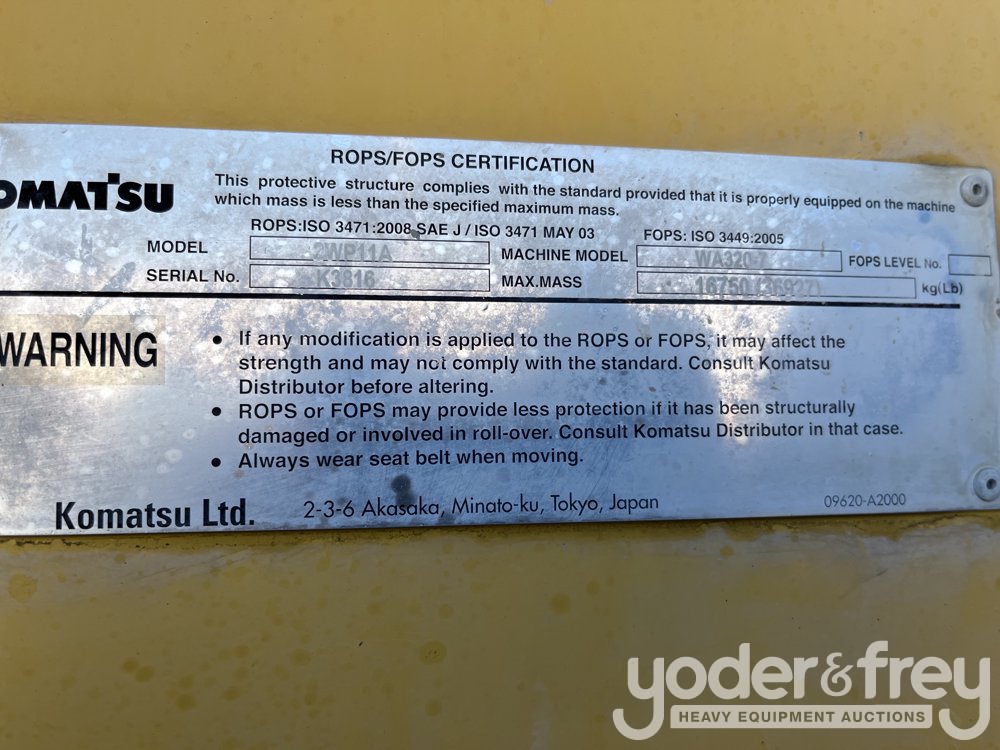 ROPS/FOPS CERTIFICATION
OMATSU
This protective structure complies with the standard provided that it is properly equipped on the machine
which mass is less than the specified maximum mass.
ROPS:ISO 3471:2008 SAE J / ISO 3471 MAY 03 FOPS: ISO 3449:2005
MODEL 2WP11A MACHINE MODEL WA320-7 FOPS LEVEL No.
SERIAL No. K3816 MAX.MASS 16750 (36927) kg(Lb)
WARNING
• If any modification is applied to the ROPS or FOPS, it may affect the
strength and may not comply with the standard. Consult Komatsu
Distributor before altering.
• ROPS or FOPS may provide less protection if it has been structurally
damaged or involved in roll-over. Consult Komatsu Distributor in that case.
• Always wear seat belt when moving.
Komatsu Ltd. 2-3-6 Akasaka, Minato-ku, Tokyo, Japan 09620-A2000
yoder&frey
HEAVY EQUIPMENT AUCTIONS